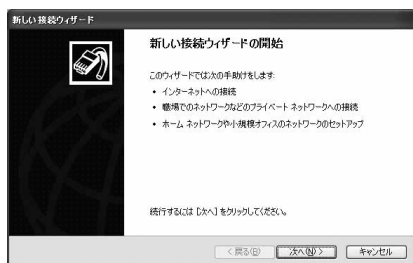 新しい接続ウィザード
新しい接続ウィザードの開始
このウィザードでは次の手助けをします:
• インターネットへの接続
• 職場でのネットワークなどのプライベート ネットワークへの接続
• ホーム ネットワークや小規模オフィスのネットワークのセットアップ
続行するには [次へ] をクリックしてください。
< 戻る(B)
次へ(N) >
キャンセル